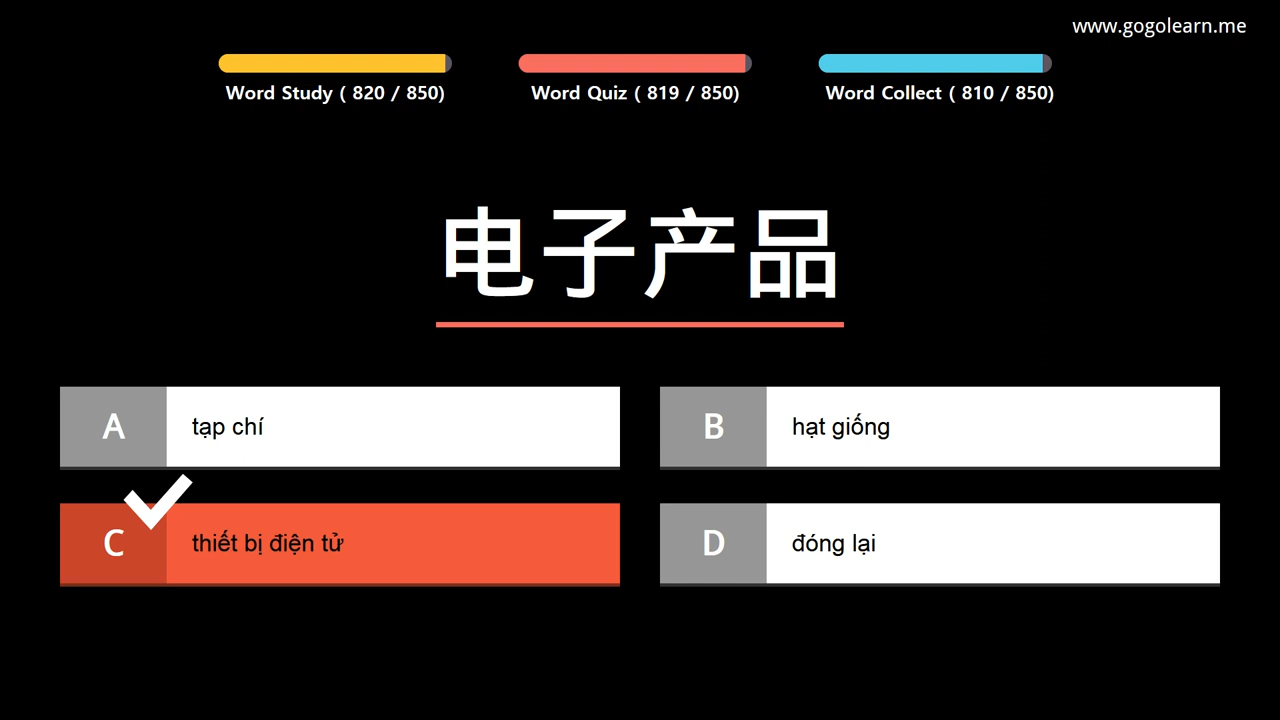 www.gogolearn.me
Word Study ( 820 / 850)
Word Quiz ( 819 / 850)
Word Collect ( 810 / 850)
电子产品
A
tạp chí
B
hạt giống
C
thiết bị điện tử
D
đóng lại